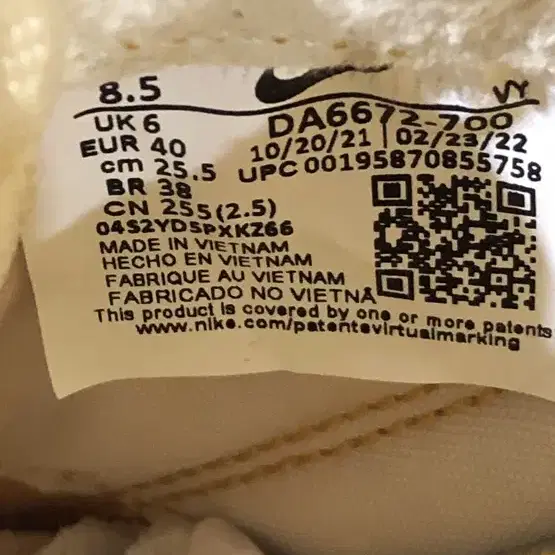 8.5
VY
UK 6
DA6672-700
EUR 40
10/20/21 | 02/23/22
cm 25.5
UPC 00195870855758
BR 38
CN 255(2.5)
04S2YD5PXKZ66
MADE IN VIETNAM
HECHO EN VIETNAM
FABRIQUE AU VIETNAM
FABRICADO NO VIETNÃ
This product is covered by one or more patents
www.nike.com/patentsvirtualmarking